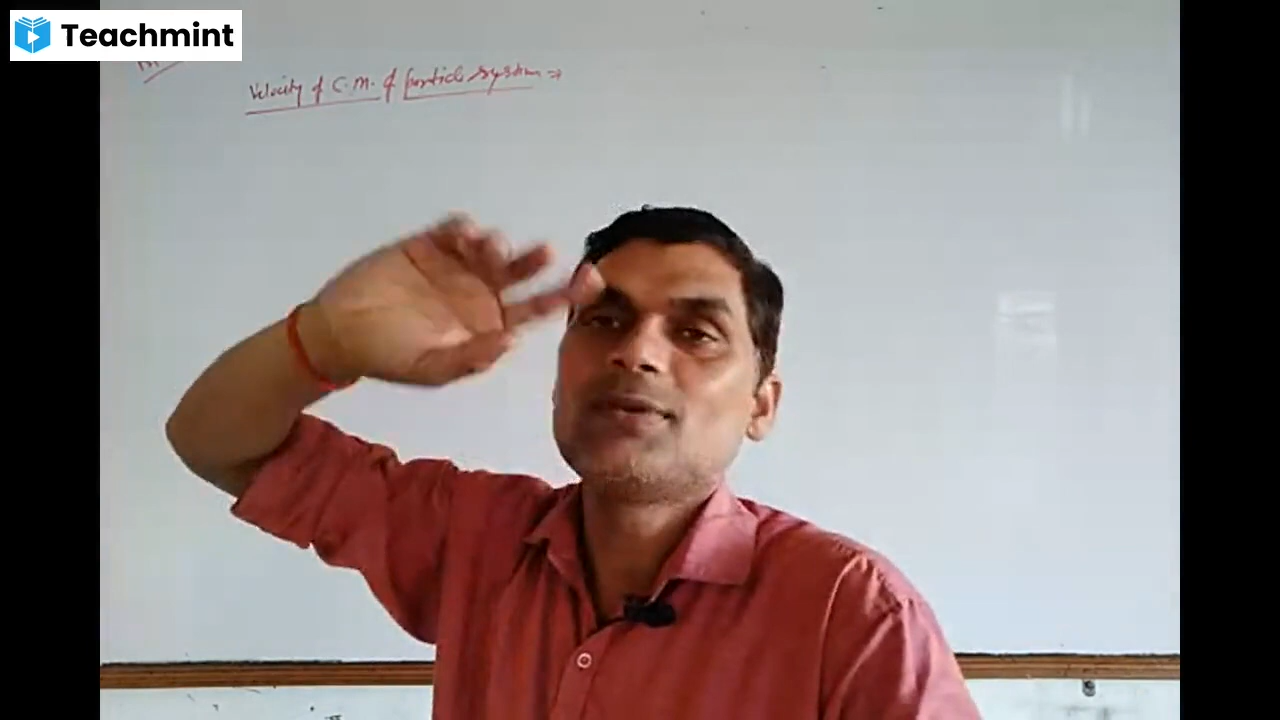 Teachmint
Velocity of C.M. of particle system →